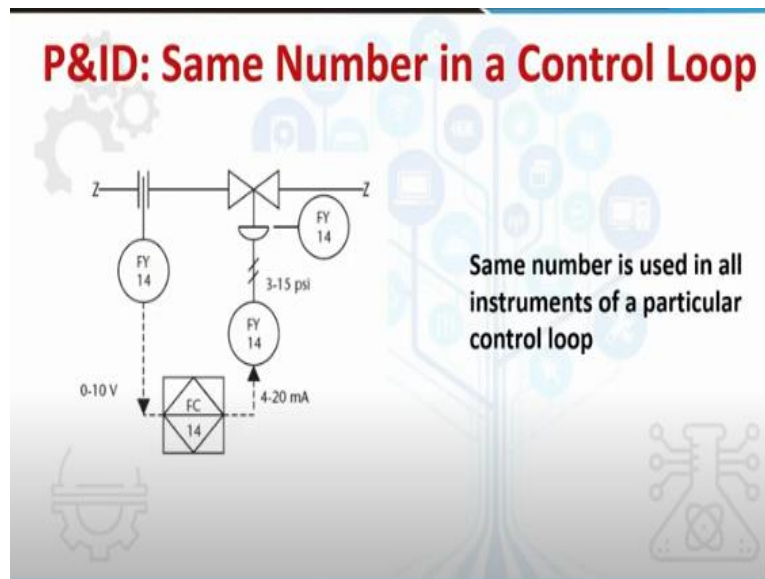 P&ID: Same Number in a Control Loop
Z
Z
FY
14
FY
14
3-15 psi
FY
14
0-10 V
4-20 mA
FC
14
Same number is used in all
instruments of a particular
control loop